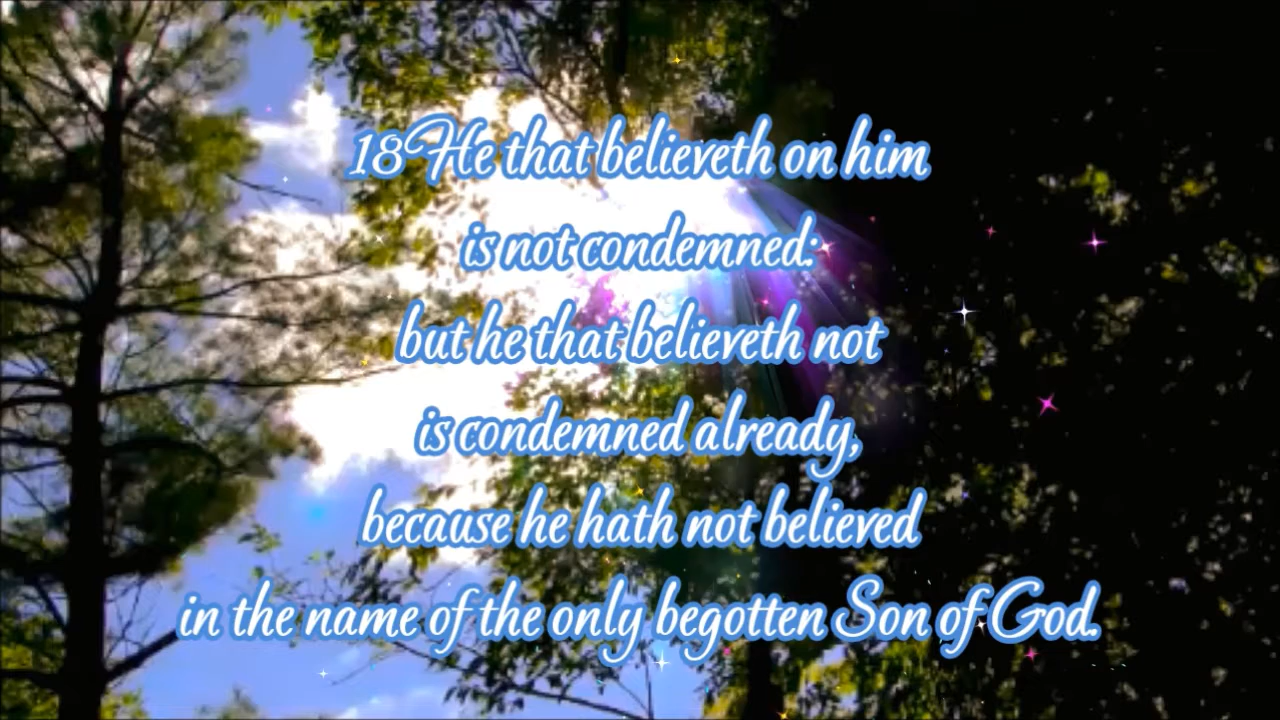 18 He that believeth on him
is not condemned:
but he that believeth not
is condemned already,
because he hath not believed
in the name of the only begotten Son of God.